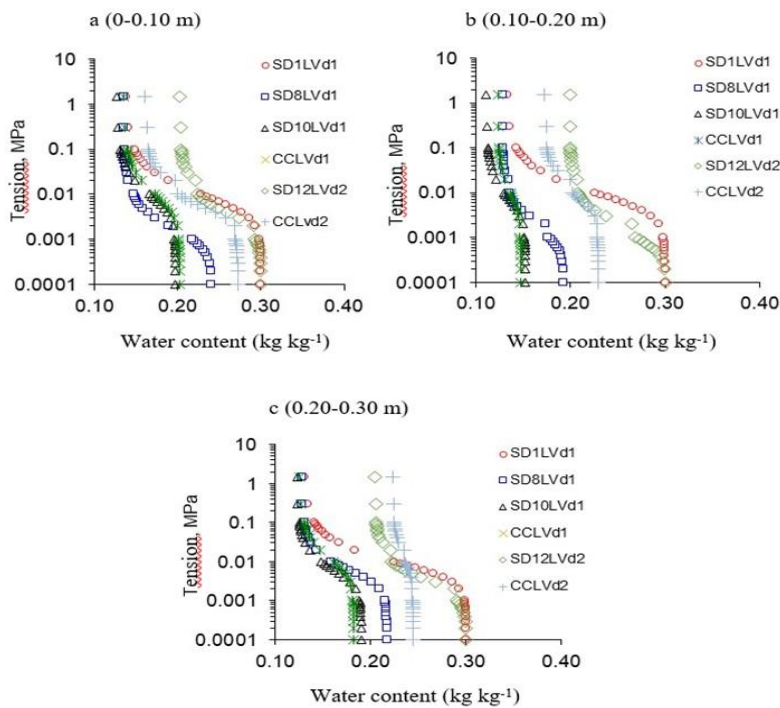 a (0-0.10 m)
Tension, MPa
10
1
0.1
0.01
0.001
0.0001
0.10 0.20 0.30 0.40
Water content (kg kg-1)
SD1LVd1
SD8LVd1
SD10LVd1
CCLVd1
SD12LVd2
CCLvd2
b (0.10-0.20 m)
Tension, MPa
10
1
0.1
0.01
0.001
0.0001
0.10 0.20 0.30 0.40
Water content (kg kg-1)
SD1LVd1
SD8LVd1
SD10LVd1
CCLVd1
SD12LVd2
CCLVd2
c (0.20-0.30 m)
Tension, MPa
10
1
0.1
0.01
0.001
0.0001
0.10 0.20 0.30 0.40
Water content (kg kg-1)
SD1LVd1
SD8LVd1
SD10LVd1
CCLVd1
SD12LVd2
CCLVd2